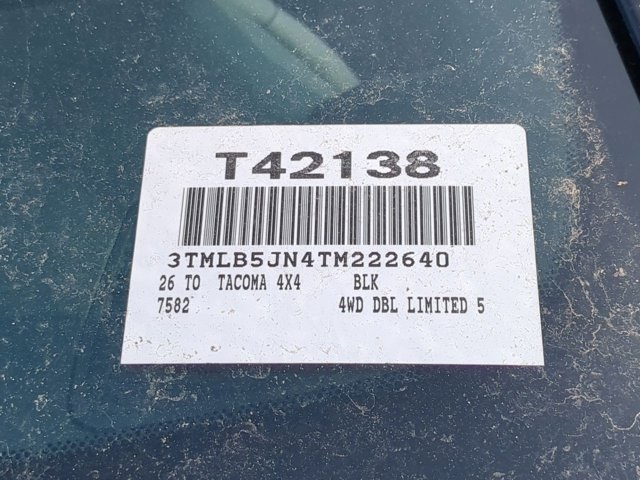 T42138
3TMLB5JN4TM222640
26 TO TACOMA 4X4 BLK
7582 4WD DBL LIMITED 5